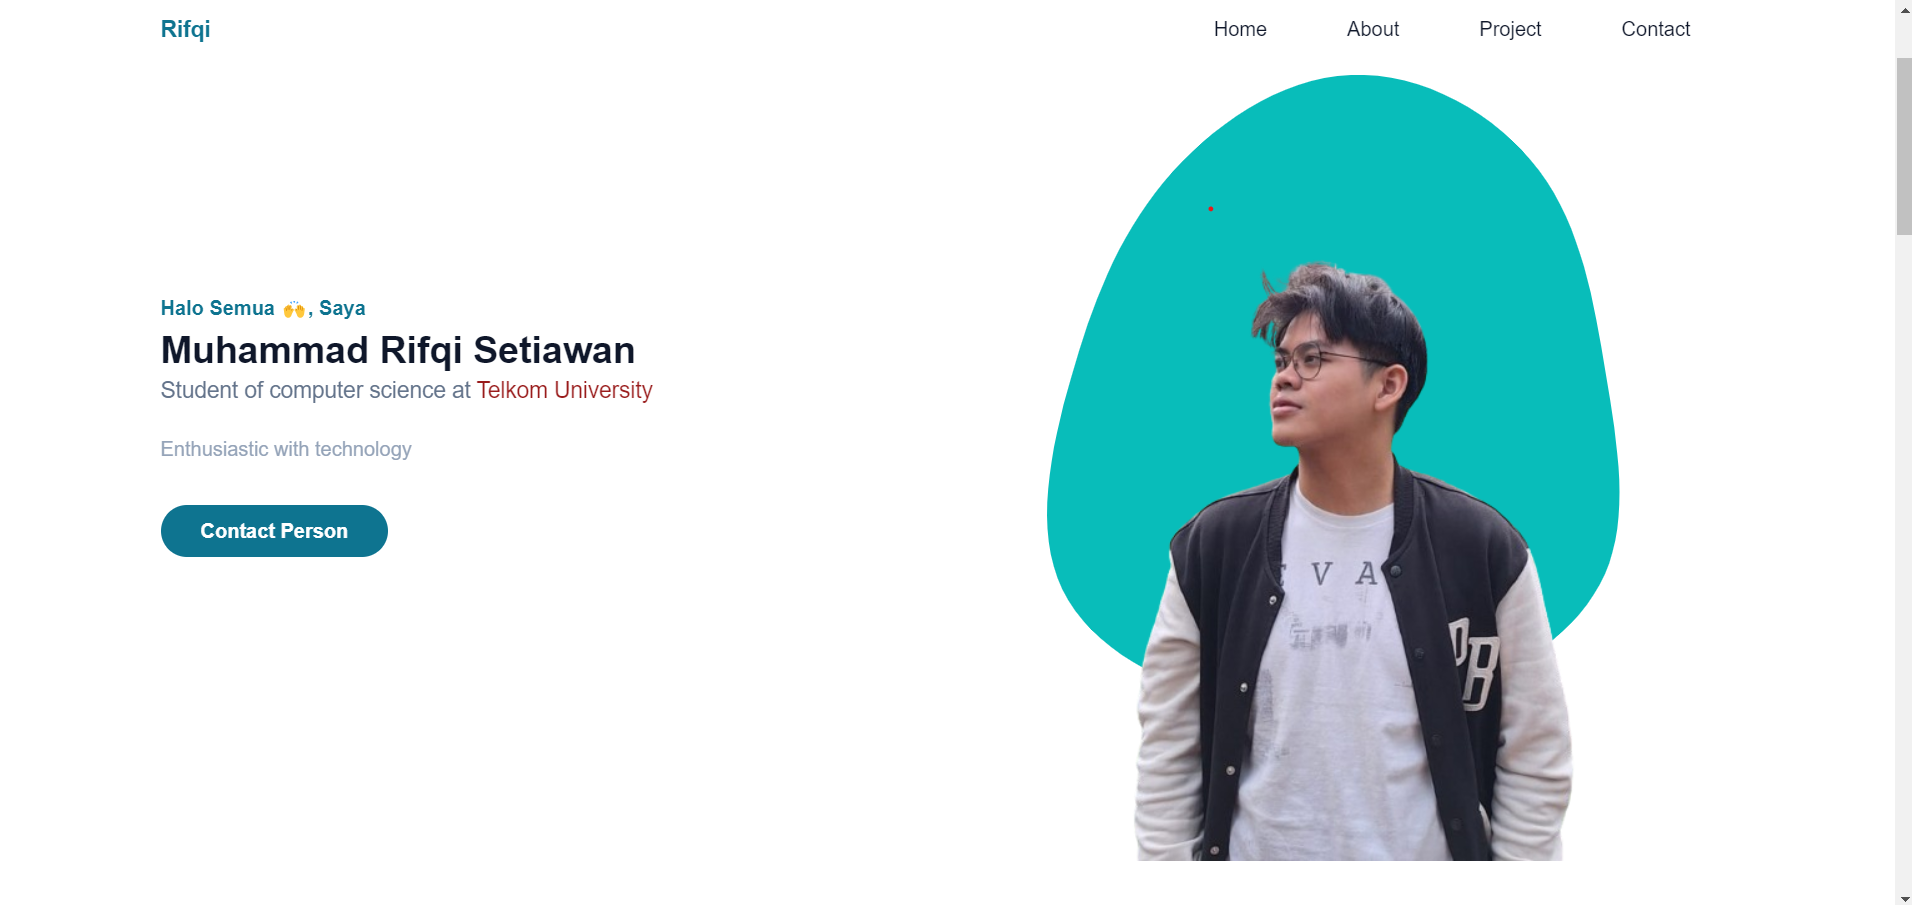 Rifqi
Home About Project Contact
Halo Semua 🙌, Saya
Muhammad Rifqi Setiawan
Student of computer science at Telkom University
Enthusiastic with technology
Contact Person
E V A
B